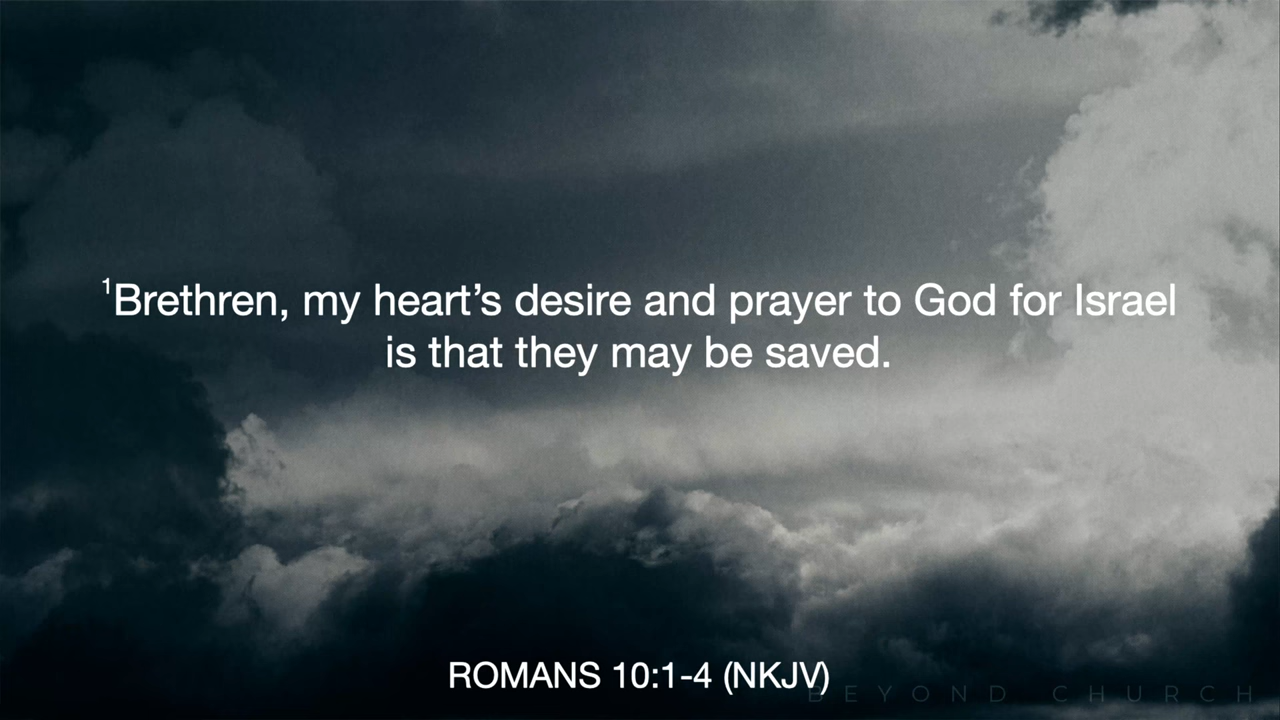 ¹Brethren, my heart’s desire and prayer to God for Israel
is that they may be saved.
ROMANS 10:1-4 (NKJV)
BEYOND CHURCH